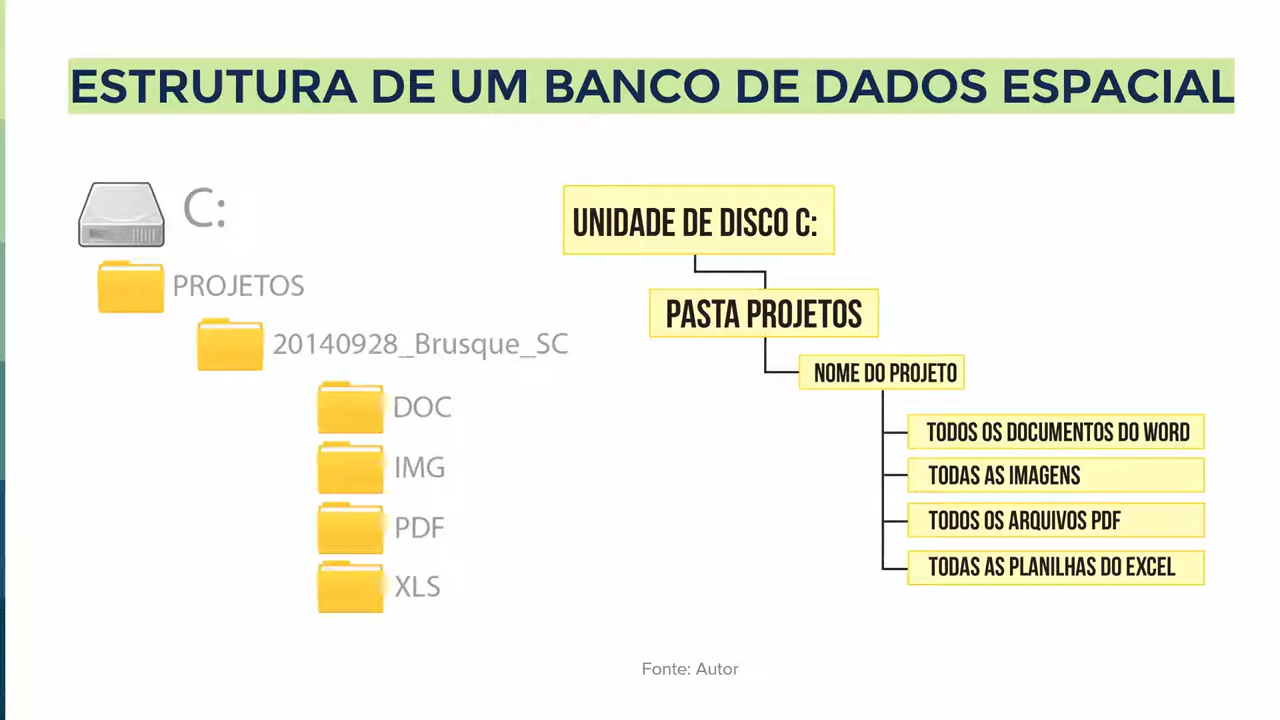 ESTRUTURA DE UM BANCO DE DADOS ESPACIAL
C:
PROJETOS
20140928_Brusque_SC
DOC
IMG
PDF
XLS
UNIDADE DE DISCO C:
PASTA PROJETOS
NOME DO PROJETO
TODOS OS DOCUMENTOS DO WORD
TODAS AS IMAGENS
TODOS OS ARQUIVOS PDF
TODAS AS PLANILHAS DO EXCEL
Fonte: Autor